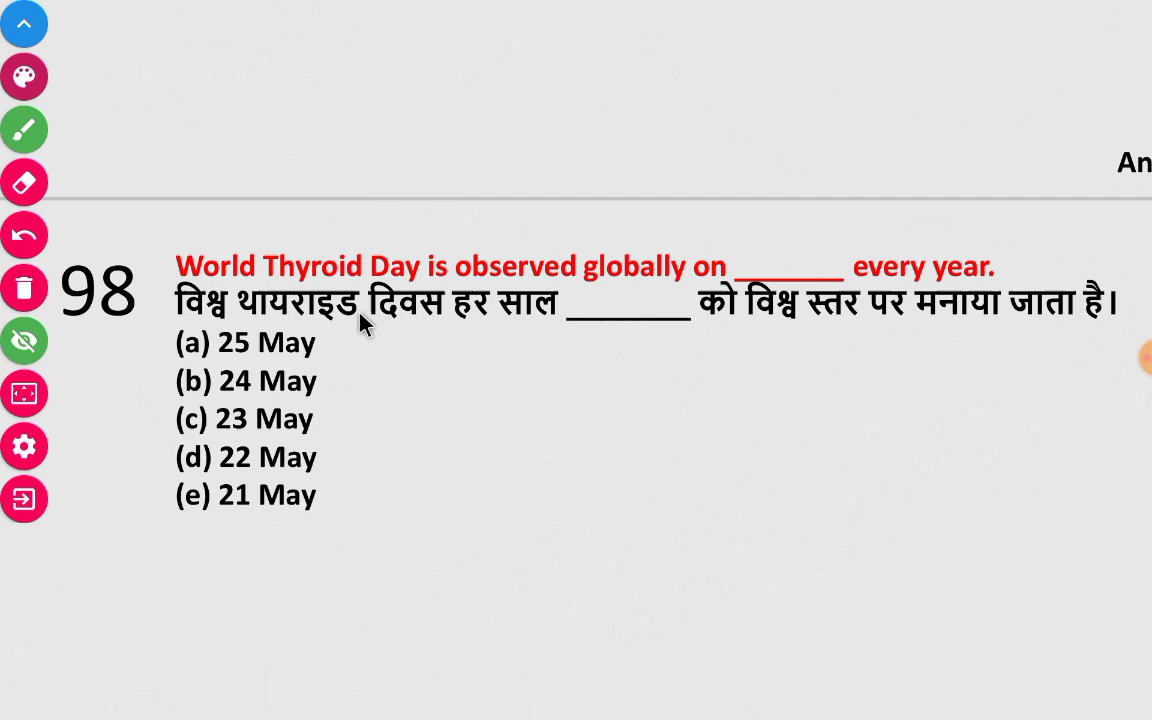 An
98
World Thyroid Day is observed globally on _______ every year.
विश्व थायराइड दिवस हर साल ________ को विश्व स्तर पर मनाया जाता है।
(a) 25 May
(b) 24 May
(c) 23 May
(d) 22 May
(e) 21 May